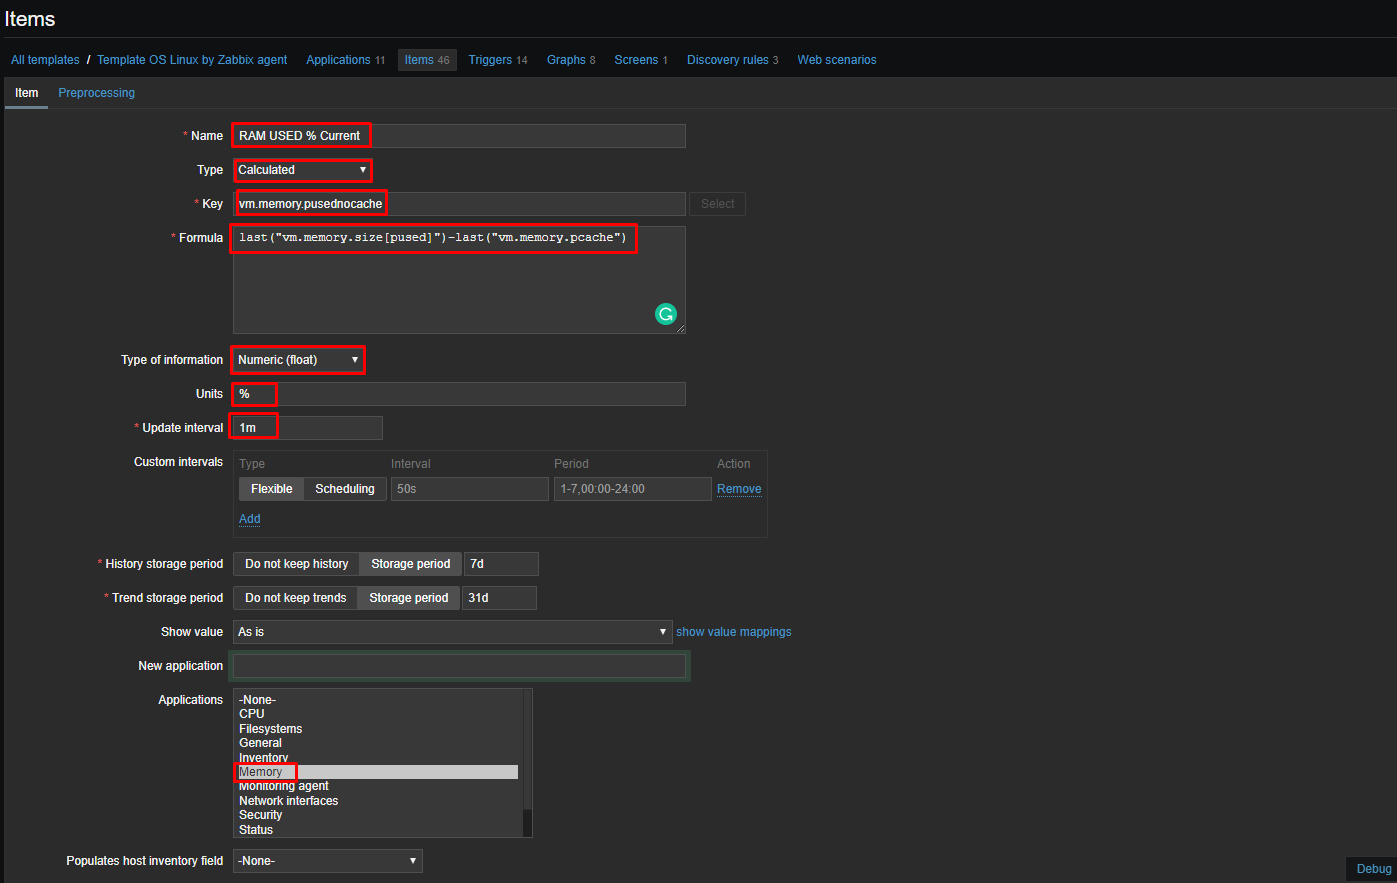 Items
All templates / Template OS Linux by Zabbix agent Applications 11 Items 46 Triggers 14 Graphs 8 Screens 1 Discovery rules 3 Web scenarios
Item Preprocessing
* Name RAM USED % Current
Type Calculated
* Key vm.memory.pusednocache Select
* Formula last("vm.memory.size[pused]")-last("vm.memory.pcache")
Type of information Numeric (float)
Units %
* Update interval 1m
Custom intervals Type Interval Period Action
Flexible Scheduling 50s 1-7,00:00-24:00 Remove
Add
* History storage period Do not keep history Storage period 7d
* Trend storage period Do not keep trends Storage period 31d
Show value As is show value mappings
New application
Applications -None-
CPU
Filesystems
General
Inventory
Memory
Monitoring agent
Network interfaces
Security
Status
Populates host inventory field -None-
Debug